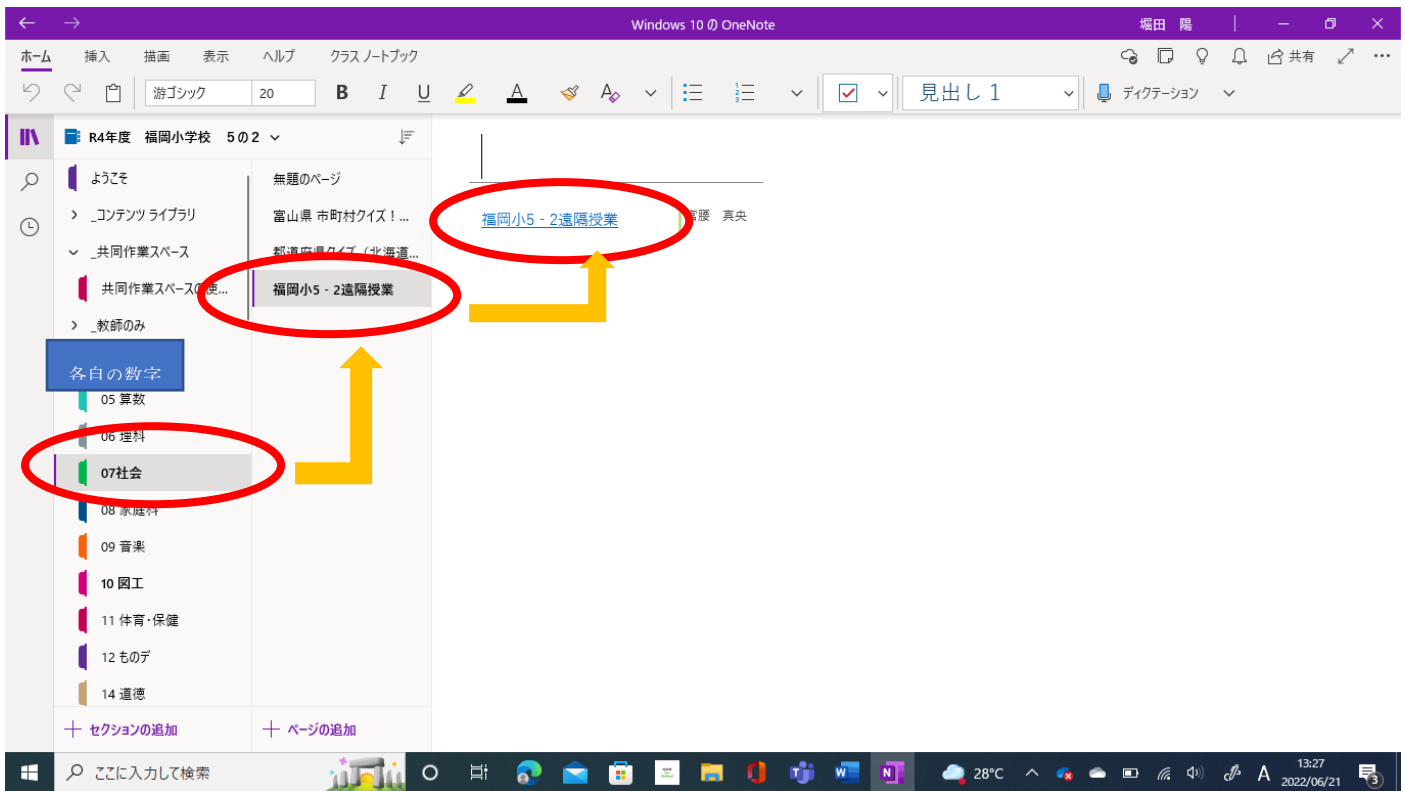 Windows 10 の OneNote
堀田 陽
ホーム 挿入 描画 表示 ヘルプ クラス ノートブック
共有
游ゴシック 20 B I U A A 見出し 1 ディクテーション
R4年度 福岡小学校 5の2
ようこそ
_コンテンツ ライブラリ
_共同作業スペース
共同作業スペースの使...
_教師のみ
各自の数字
05 算数
06 理科
07社会
08 家庭科
09 音楽
10 図工
11 体育・保健
12 ものデ
14 道徳
セクションの追加
無題のページ
富山県 市町村クイズ！...
都道府県クイズ（北海道...
福岡小5‐2遠隔授業
ページの追加
福岡小5‐2遠隔授業
宮腰 真央
ここに入力して検索
28°C
A
13:27
2022/06/21
3